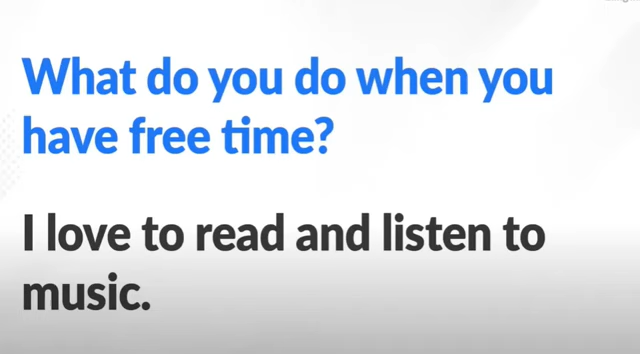 What do you do when you
have free time?
I love to read and listen to
music.